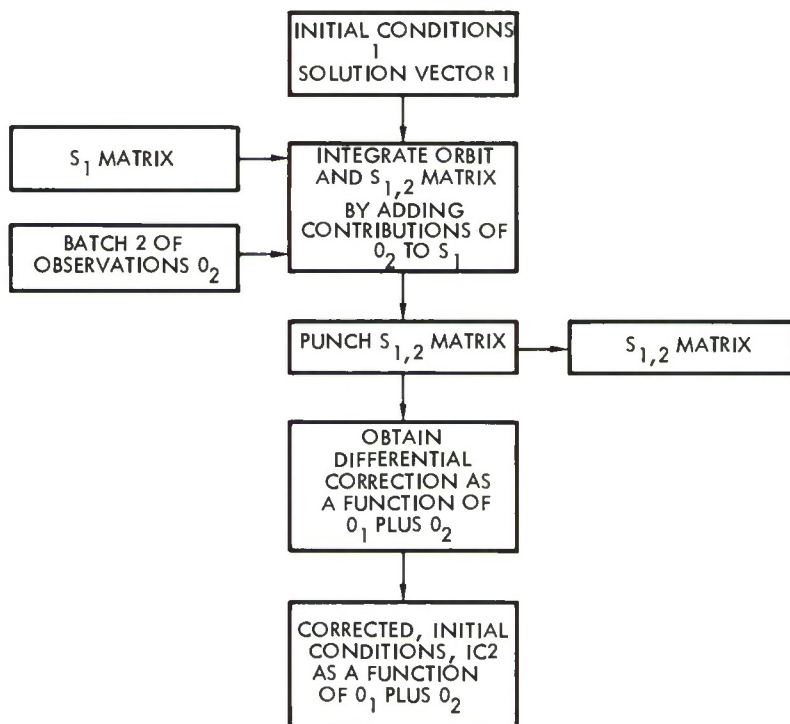 INITIAL CONDITIONS
1
SOLUTION VECTOR 1
S1 MATRIX
INTEGRATE ORBIT
AND S1,2 MATRIX
BY ADDING
CONTRIBUTIONS OF
O2 TO S1
BATCH 2 OF
OBSERVATIONS O2
PUNCH S1,2 MATRIX
S1,2 MATRIX
OBTAIN
DIFFERENTIAL
CORRECTION AS
A FUNCTION OF
O1 PLUS O2
CORRECTED, INITIAL
CONDITIONS, IC2
AS A FUNCTION
OF O1 PLUS O2